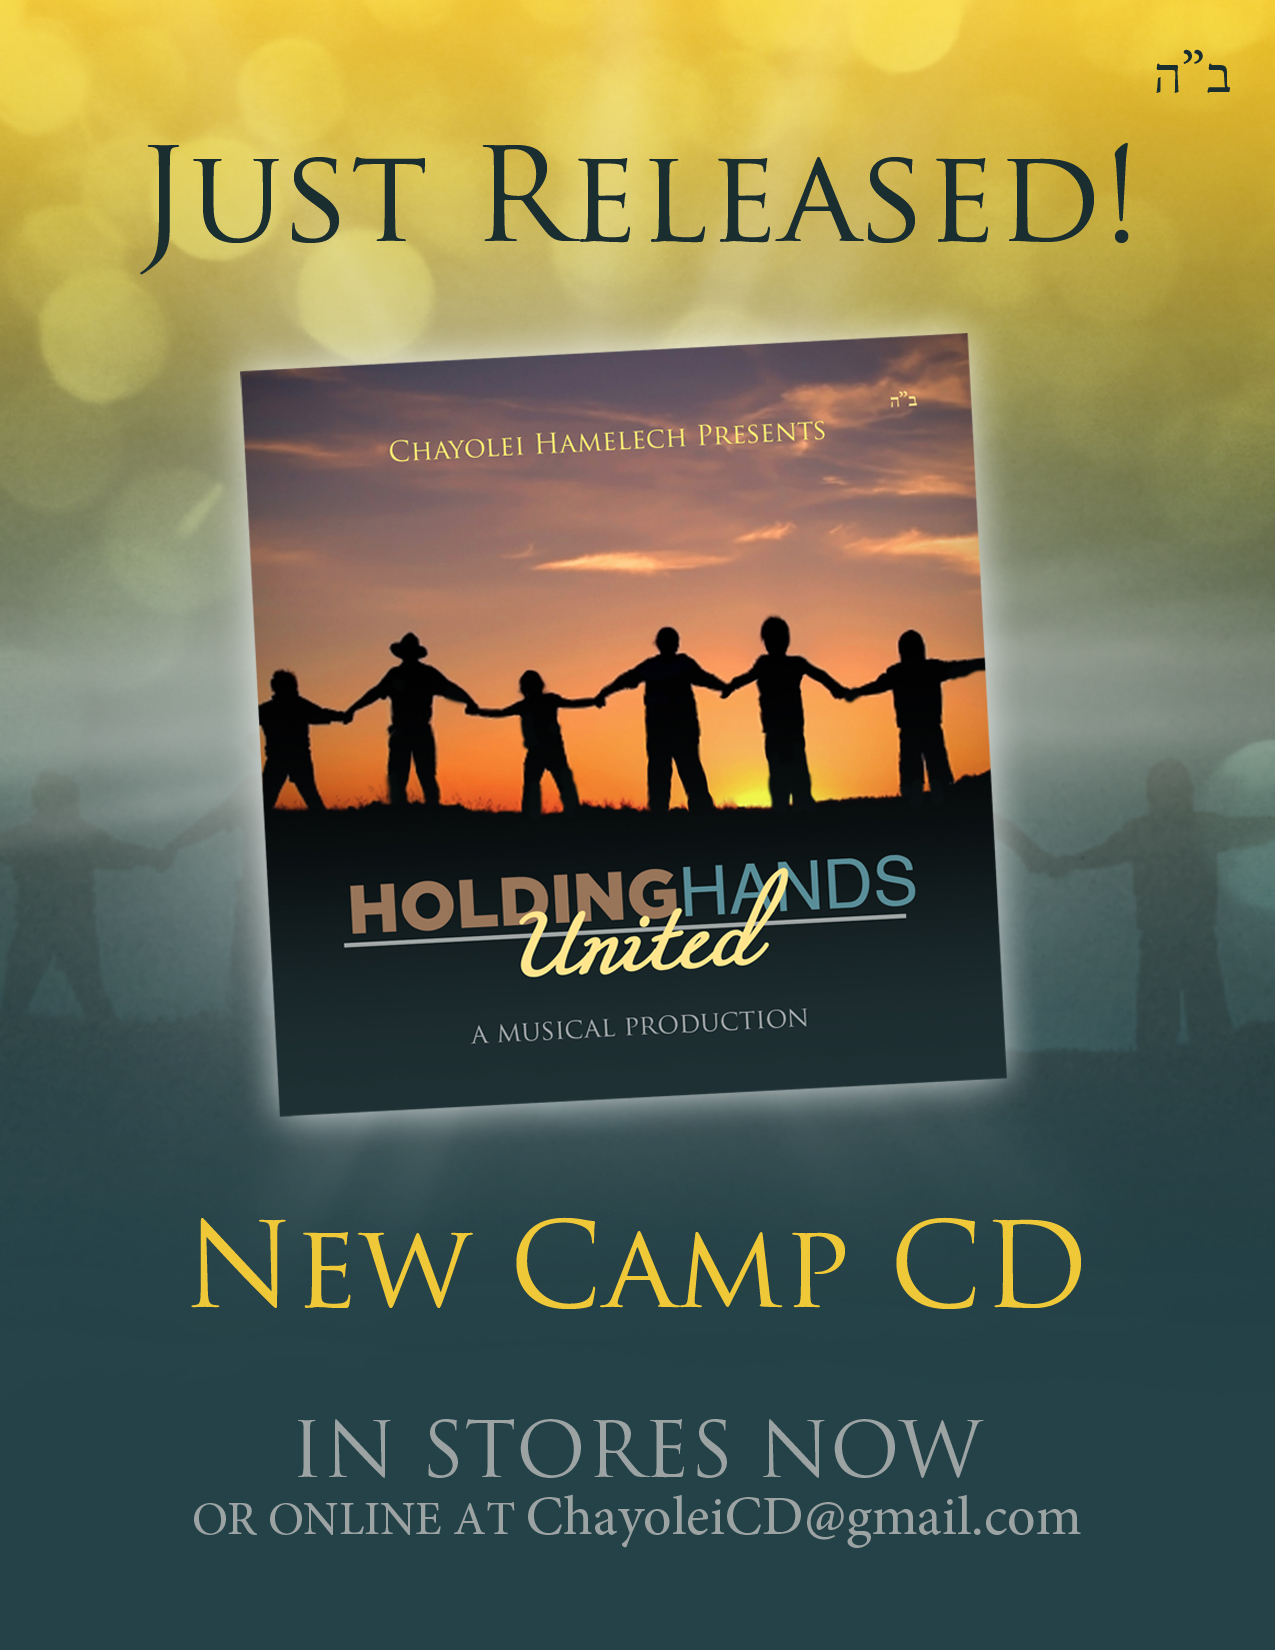 ב”ה
JUST RELEASED!
ב”ה
CHAYOLEI HAMELECH PRESENTS
HOLDINGHANDS
United
A MUSICAL PRODUCTION
NEW CAMP CD
IN STORES NOW
OR ONLINE AT ChayoleiCD@gmail.com